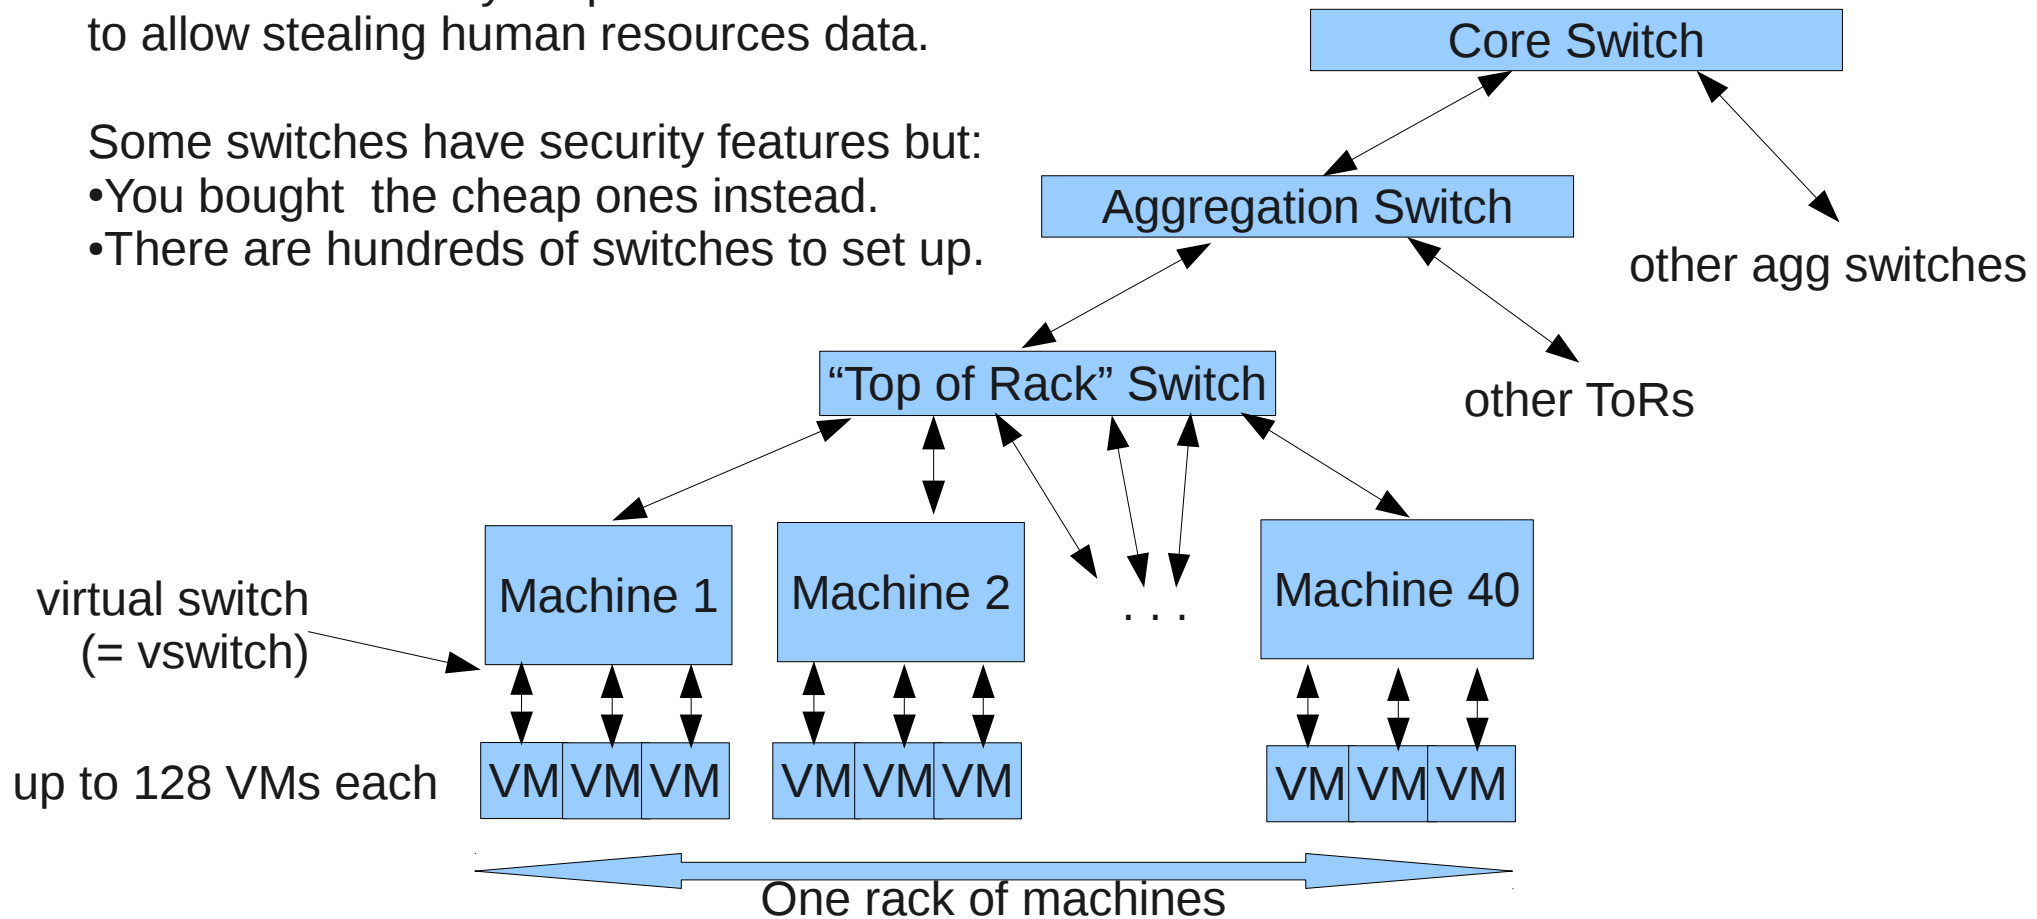 to allow stealing human resources data.
Some switches have security features but:
•You bought  the cheap ones instead.
•There are hundreds of switches to set up.
Core Switch
Aggregation Switch
other agg switches
“Top of Rack” Switch
other ToRs
virtual switch
(= vswitch)
Machine 1
Machine 2
. . .
Machine 40
up to 128 VMs each
VM VM VM
VM VM VM
VM VM VM
One rack of machines